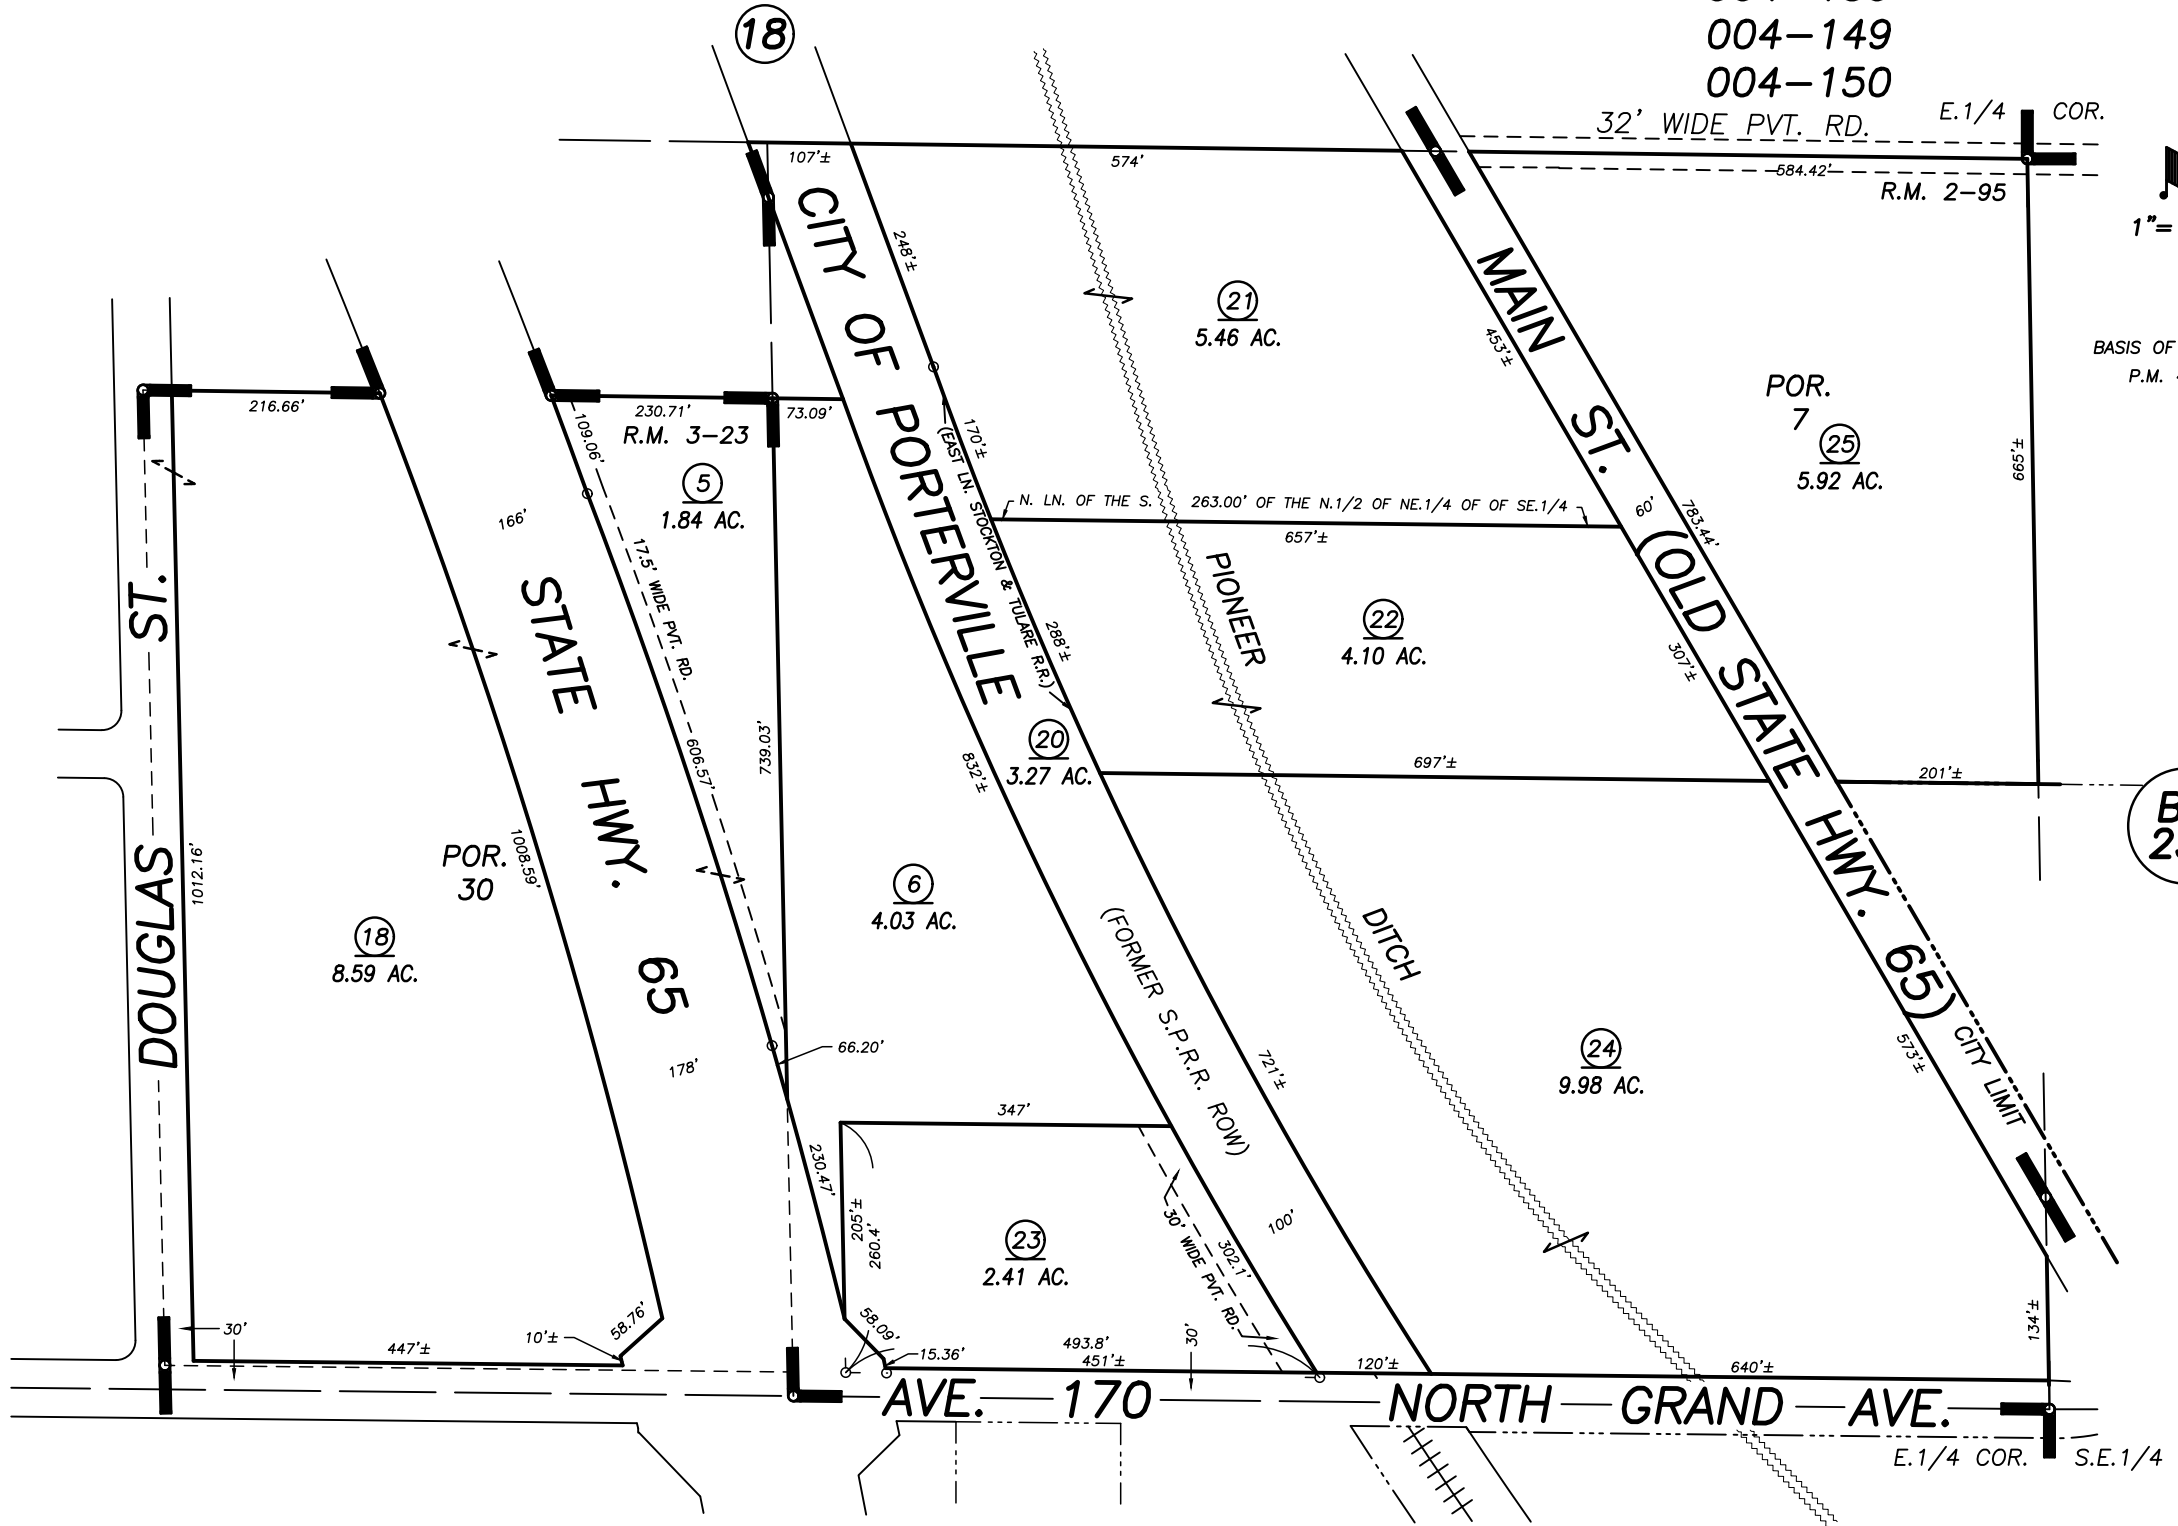 18
004-149
004-150
32' WIDE PVT. RD.
E.1/4 COR.
107'±
574'
584.42'
R.M. 2-95
1"=
CITY OF PORTERVILLE
248'±
MAIN ST. (OLD STATE HWY. 65)
21
5.46 AC.
453'±
BASIS OF
P.M.
POR.
7
25
5.92 AC.
665'±
216.66'
230.71'
73.09'
R.M. 3-23
109.06'
5
1.84 AC.
170'±
(EAST LN. STOCKTON & TULARE R.R.)
N. LN. OF THE S. 263.00' OF THE N.1/2 OF NE.1/4 OF OF SE.1/4
657'±
60'
783.44'
166'
17.5' WIDE PVT. RD.
STATE HWY. 65
PIONEER
22
4.10 AC.
288'±
307'±
DOUGLAS ST.
606.57'
739.03'
832'±
20
3.27 AC.
697'±
201'±
POR.
30
1008.59'
1012.16'
6
4.03 AC.
(FORMER S.P.R.R. ROW)
DITCH
18
8.59 AC.
66.20'
178'
721'±
24
9.98 AC.
573'±
CITY LIMIT
347'
230.47'
205'±
260.4'
23
2.41 AC.
30' WIDE PVT. RD.
302.1'
100'
58.76'
58.09'
30'
10'±
447'±
15.36'
493.8'
451'±
30'
120'±
640'±
134'±
AVE. 170
NORTH GRAND AVE.
E.1/4 COR. S.E.1/4